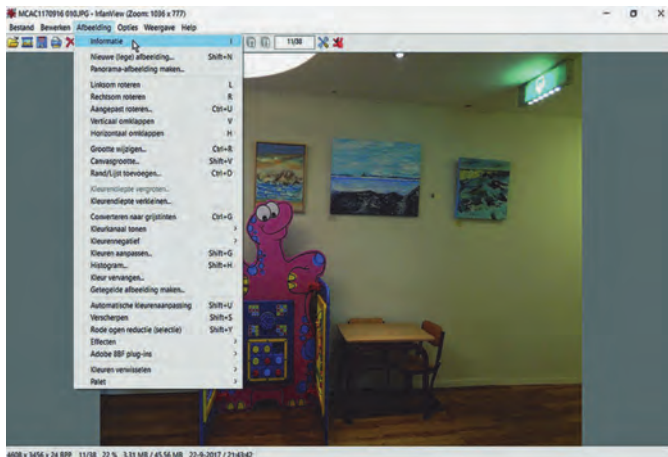 MCAC1170916 010.JPG - IrfanView (Zoom: 1036 x 777)
Bestand Bewerken Afbeelding Opties Weergave Help
11/38
Informatie I
Nieuwe (lege) afbeelding... Shift+N
Panorama-afbeelding maken...
Linksom roteren L
Rechtsom roteren R
Aangepast roteren... Ctrl+U
Verticaal omklappen V
Horizontaal omklappen H
Grootte wijzigen... Ctrl+R
Canvasgrootte... Shift+V
Rand/Lijst toevoegen... Ctrl+D
Kleurendiepte vergroten...
Kleurendiepte verkleinen...
Converteren naar grijstinten Ctrl+G
Kleurkanaal tonen
Kleurennegatief
Kleuren aanpassen... Shift+G
Histogram... Shift+H
Kleur vervangen...
Getegelde afbeelding maken...
Automatische kleurenaanpassing Shift+U
Verscherpen Shift+S
Rode ogen reductie (selectie) Shift+Y
Effecten
Adobe 8BF plug-ins
Kleuren verwisselen
Palet
4608 x 3456 x 24 BPP 11/38 22 % 3.31 MB / 45.56 MB 22-9-2017 / 21:43:42